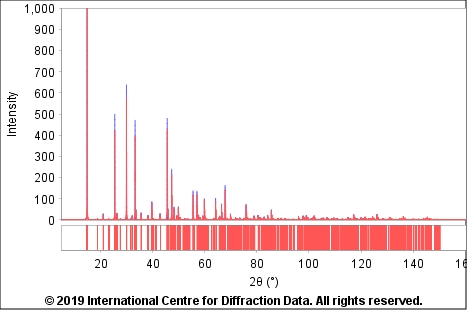 1,000
900
800
700
600
500
400
300
200
100
0
Intensity
20 40 60 80 100 120 140 16
2θ (°)
© 2019 International Centre for Diffraction Data. All rights reserved.